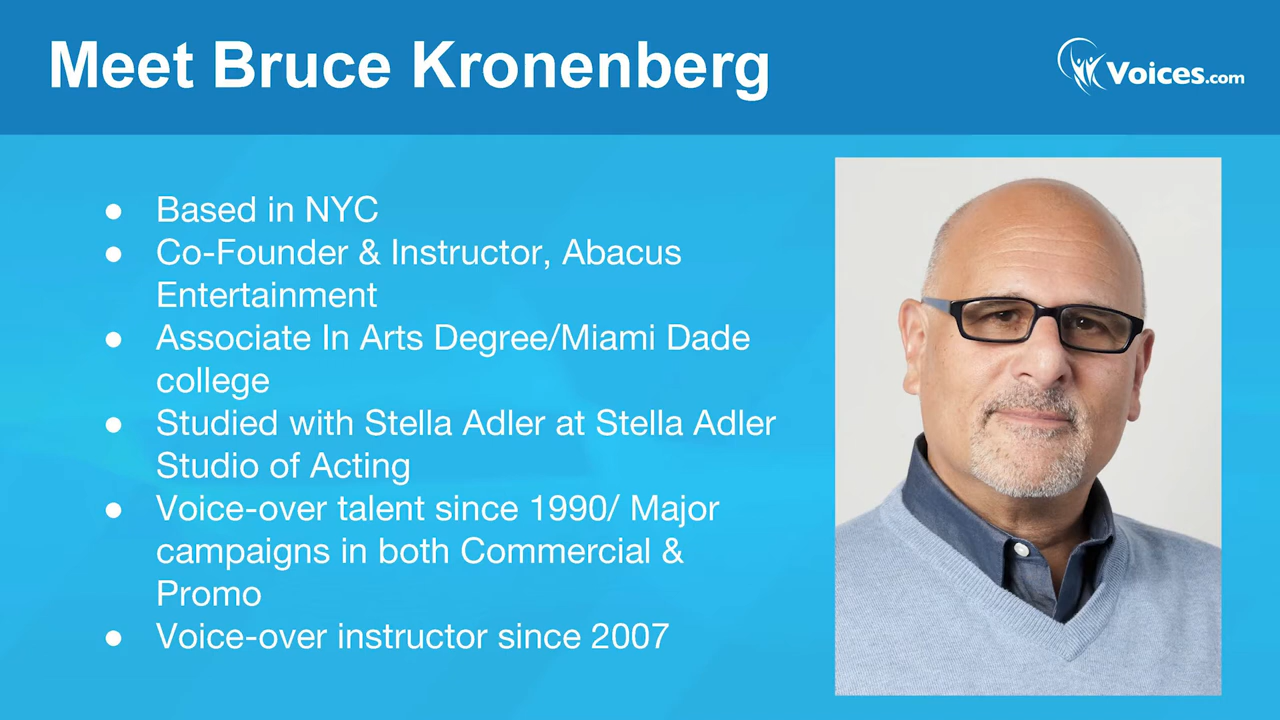 Meet Bruce Kronenberg
Voices.com
● Based in NYC
● Co-Founder & Instructor, Abacus
Entertainment
● Associate In Arts Degree/Miami Dade
college
● Studied with Stella Adler at Stella Adler
Studio of Acting
● Voice-over talent since 1990/ Major
campaigns in both Commercial &
Promo
● Voice-over instructor since 2007